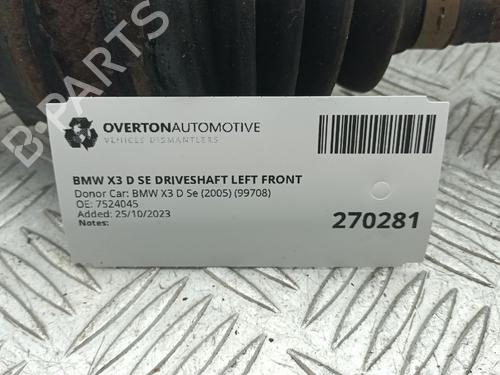 B-PARTS
OVERTONAUTOMOTIVE
VEHICLE DISMANTLERS
BMW X3 D SE DRIVESHAFT LEFT FRONT
Donor Car: BMW X3 D Se (2005) (99708)
OE: 7524045
Added: 25/10/2023
Notes:
270281